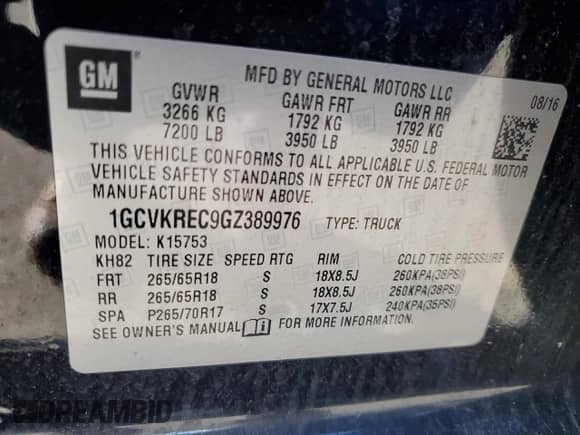 GM
MFD BY GENERAL MOTORS LLC
08/16
GVWR GAWR FRT GAWR RR
3266 KG 1792 KG 1792 KG
7200 LB 3950 LB 3950 LB
THIS VEHICLE CONFORMS TO ALL APPLICABLE U.S. FEDERAL MOTOR
VEHICLE SAFETY STANDARDS IN EFFECT ON THE DATE OF
MANUFACTURE SHOWN ABOVE.
1GCVKREC9GZ389976 TYPE: TRUCK
MODEL: K15753
KH82 TIRE SIZE SPEED RTG RIM COLD TIRE PRESSURE
FRT 265/65R18 S 18X8.5J 260KPA(38PSI)
RR 265/65R18 S 18X8.5J 260KPA(38PSI)
SPA P265/70R17 S 17X7.5J 240KPA(35PSI)
SEE OWNER'S MANUAL FOR MORE INFORMATION.
DREAMBID